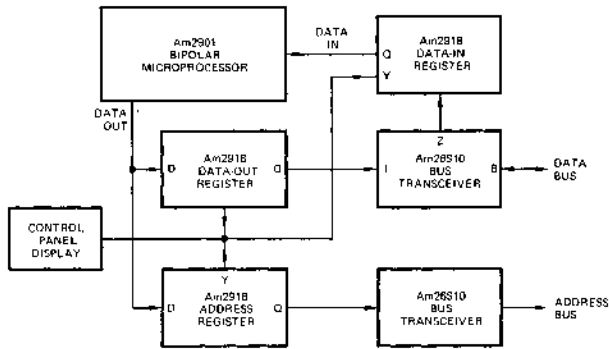 Am2901
BIPOLAR
MICROPROCESSOR
DATA
IN
Am2918
DATA-IN
REGISTER
Q
Y
DATA
OUT
D
Am2918
DATA-OUT
REGISTER
Q
I
Z
Am26S10
BUS
TRANSCEIVER
B
DATA
BUS
CONTROL
PANEL
DISPLAY
Y
D
Am2918
ADDRESS
REGISTER
Q
Am26S10
BUS
TRANSCEIVER
ADDRESS
BUS